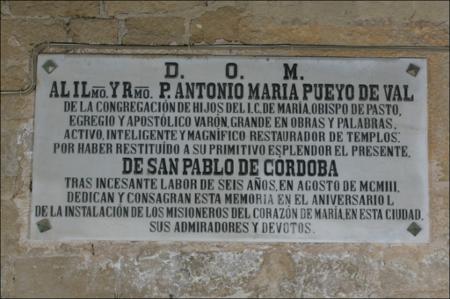 D. O. M.
AL ILMO. Y RMO. P. ANTONIO MARIA PUEYO DE VAL
DE LA CONGREGACIÓN DE HIJOS DEL I.C. DE MARÍA, OBISPO DE PASTO,
EGREGIO Y APOSTÓLICO VARÓN, GRANDE EN OBRAS Y PALABRAS,
ACTIVO, INTELIGENTE Y MAGNÍFICO RESTAURADOR DE TEMPLOS.
POR HABER RESTITUÍDO A SU PRIMITIVO ESPLENDOR EL PRESENTE,
DE SAN PABLO DE CÓRDOBA
TRAS INCESANTE LABOR DE SEIS AÑOS, EN AGOSTO DE MCMIII.
DEDICAN Y CONSAGRAN ESTA MEMORIA EN EL ANIVERSARIO L
DE LA INSTALACIÓN DE LOS MISIONEROS DEL CORAZÓN DE MARÍA, EN ESTA CIUDAD.
SUS ADMIRADORES Y DEVOTOS.